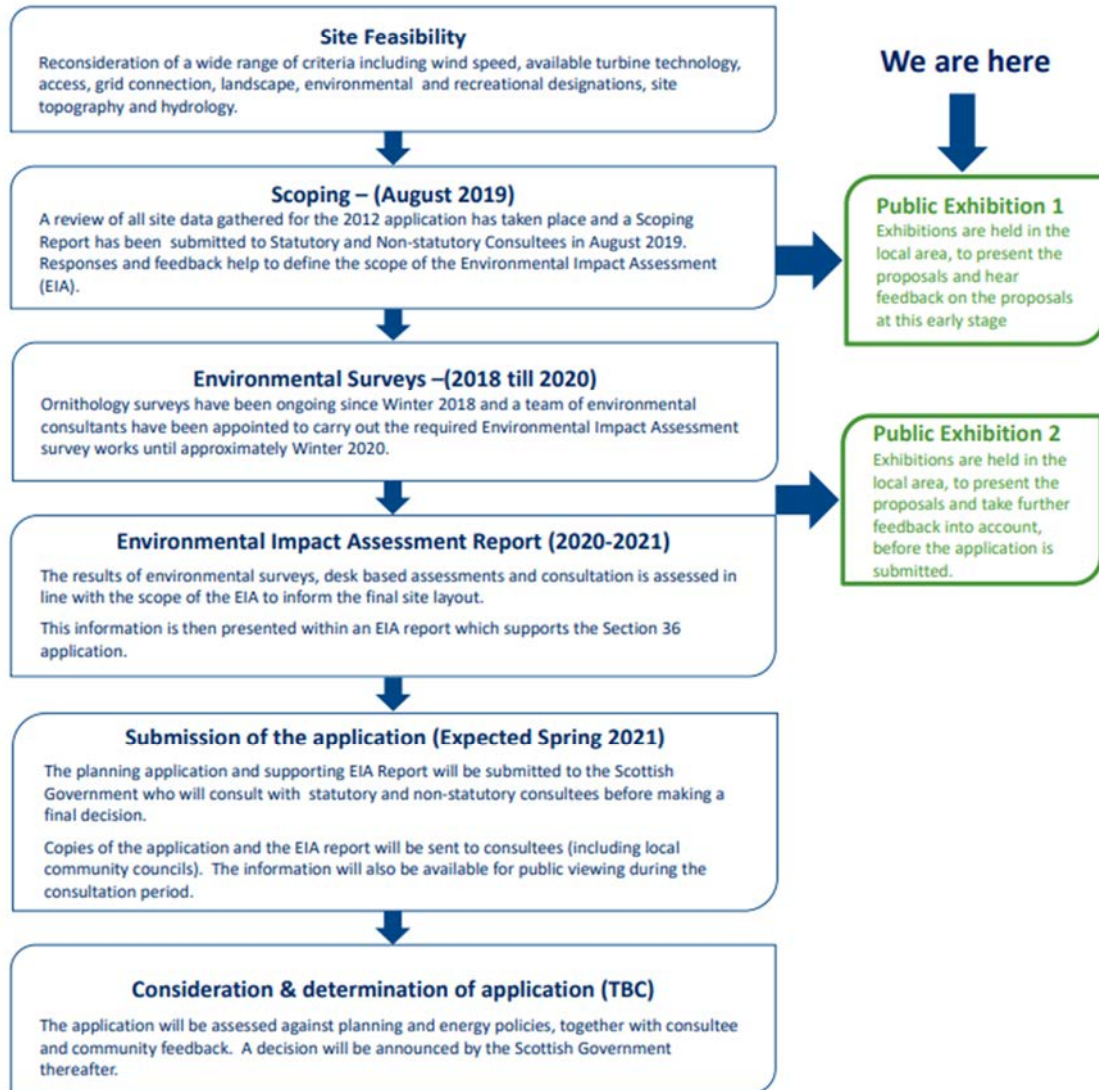 Site Feasibility
Reconsideration of a wide range of criteria including wind speed, available turbine technology,
access, grid connection, landscape, environmental and recreational designations, site
topography and hydrology.
We are here
Scoping – (August 2019)
A review of all site data gathered for the 2012 application has taken place and a Scoping
Report has been submitted to Statutory and Non-statutory Consultees in August 2019.
Responses and feedback help to define the scope of the Environmental Impact Assessment
(EIA).
Public Exhibition 1
Exhibitions are held in the
local area, to present the
proposals and hear
feedback on the proposals
at this early stage
Environmental Surveys –(2018 till 2020)
Ornithology surveys have been ongoing since Winter 2018 and a team of environmental
consultants have been appointed to carry out the required Environmental Impact Assessment
survey works until approximately Winter 2020.
Public Exhibition 2
Exhibitions are held in the
local area, to present the
proposals and take further
feedback into account,
before the application is
submitted.
Environmental Impact Assessment Report (2020-2021)
The results of environmental surveys, desk based assessments and consultation is assessed in
line with the scope of the EIA to inform the final site layout.
This information is then presented within an EIA report which supports the Section 36
application.
Submission of the application (Expected Spring 2021)
The planning application and supporting EIA Report will be submitted to the Scottish
Government who will consult with statutory and non-statutory consultees before making a
final decision.
Copies of the application and the EIA report will be sent to consultees (including local
community councils). The information will also be available for public viewing during the
consultation period.
Consideration & determination of application (TBC)
The application will be assessed against planning and energy policies, together with consultee
and community feedback. A decision will be announced by the Scottish Government
thereafter.